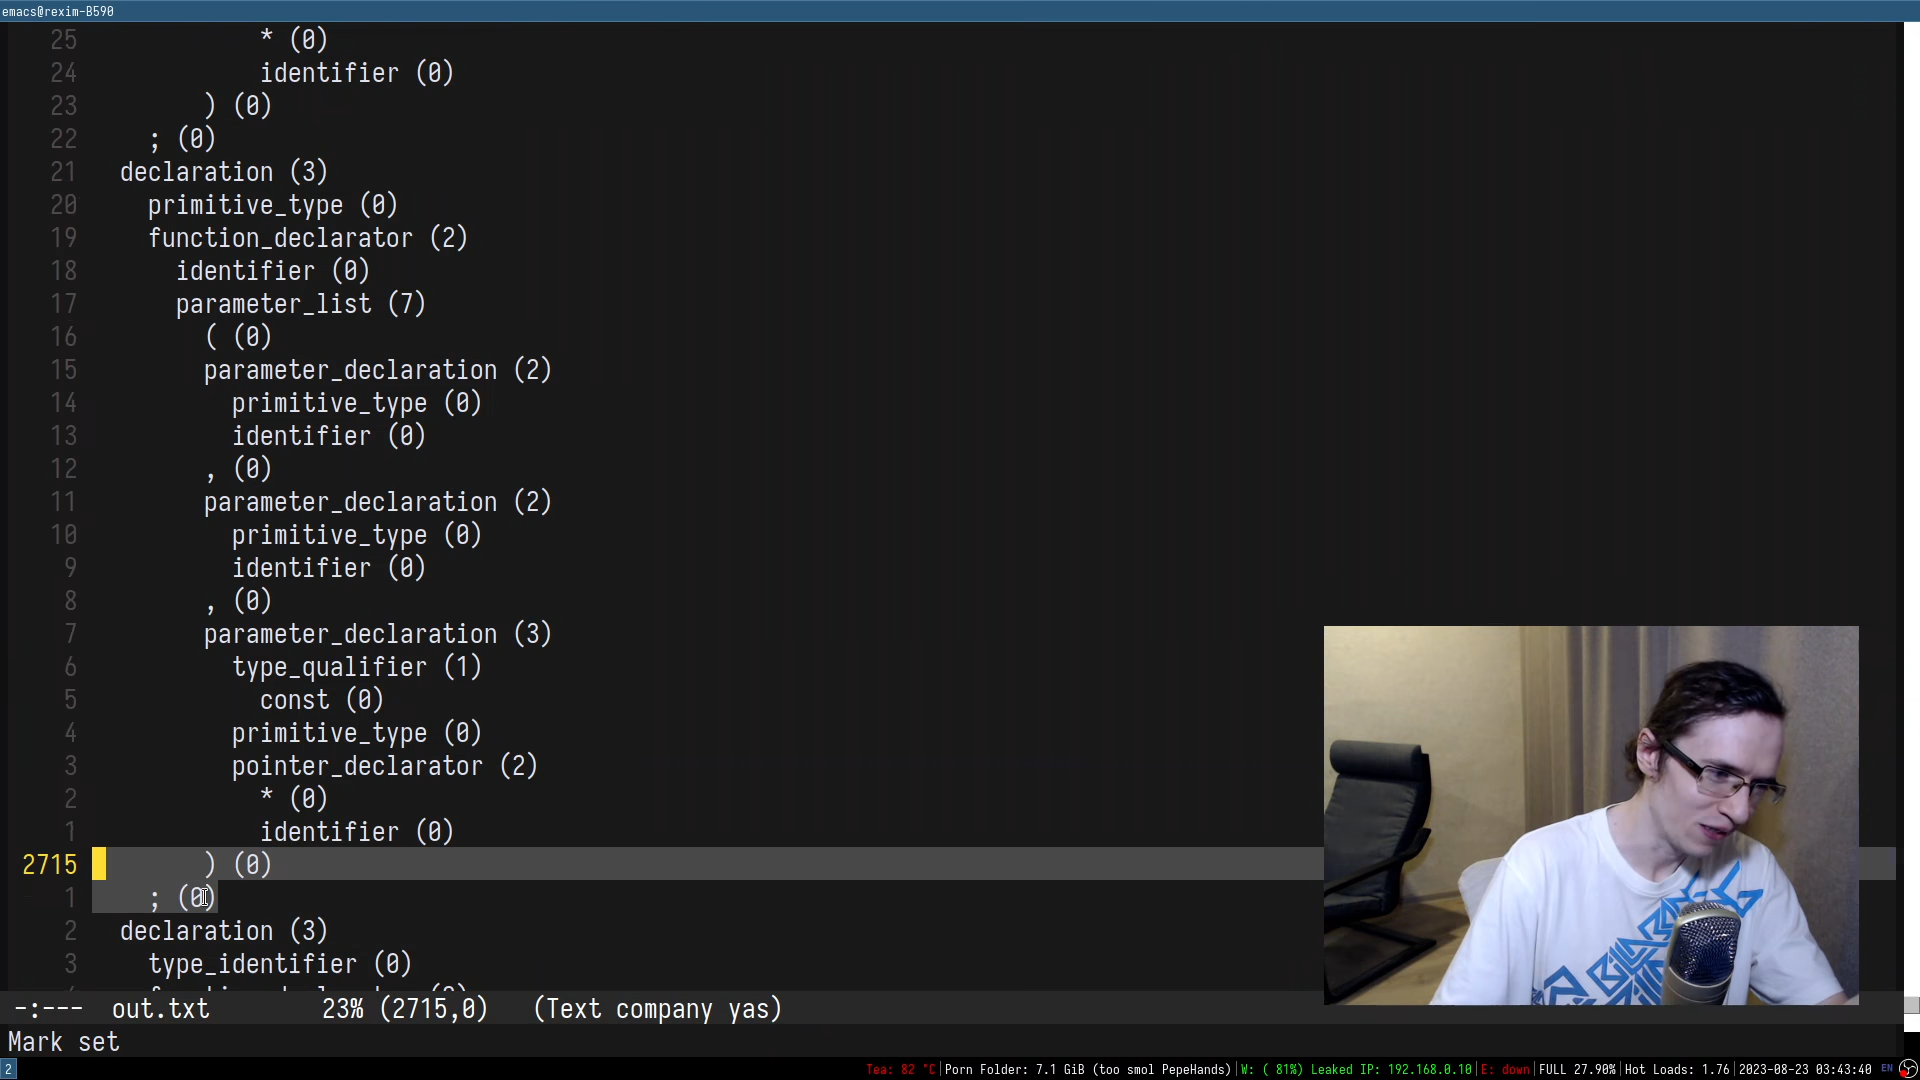 emacs@rexim-B590
25 * (0)
24 identifier (0)
23 ) (0)
22 ; (0)
21 declaration (3)
20 primitive_type (0)
19 function_declarator (2)
18 identifier (0)
17 parameter_list (7)
16 ( (0)
15 parameter_declaration (2)
14 primitive_type (0)
13 identifier (0)
12 , (0)
11 parameter_declaration (2)
10 primitive_type (0)
9 identifier (0)
8 , (0)
7 parameter_declaration (3)
6 type_qualifier (1)
5 const (0)
4 primitive_type (0)
3 pointer_declarator (2)
2 * (0)
1 identifier (0)
2715 ) (0)
1 ; (0)
2 declaration (3)
3 type_identifier (0)
-:--- out.txt 23% (2715,0) (Text company yas)
Mark set
2 Tea: 82 °C|Porn Folder: 7.1 GiB (too smol PepeHands)|W: ( 81%) Leaked IP: 192.168.0.10|E: down|FULL 27.90%|Hot Loads: 1.76|2023-08-23 03:43:40 EN